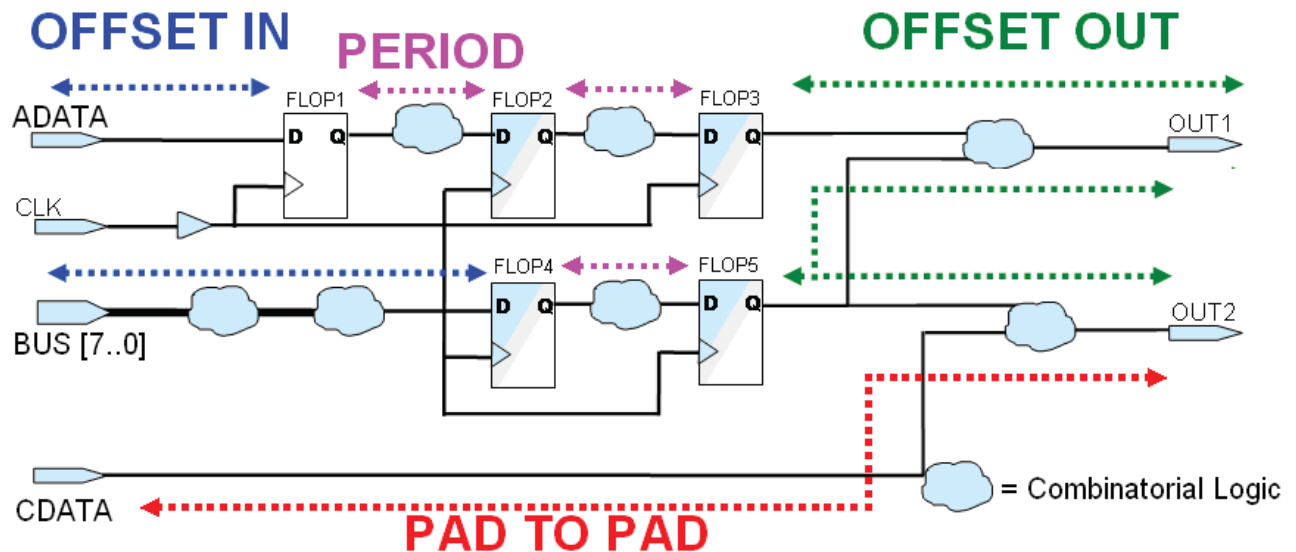 OFFSET IN
PERIOD
OFFSET OUT
ADATA
FLOP1
FLOP2
FLOP3
D Q
D Q
D Q
OUT1
CLK
FLOP4
FLOP5
D Q
D Q
BUS [7..0]
OUT2
CDATA
= Combinatorial Logic
PAD TO PAD